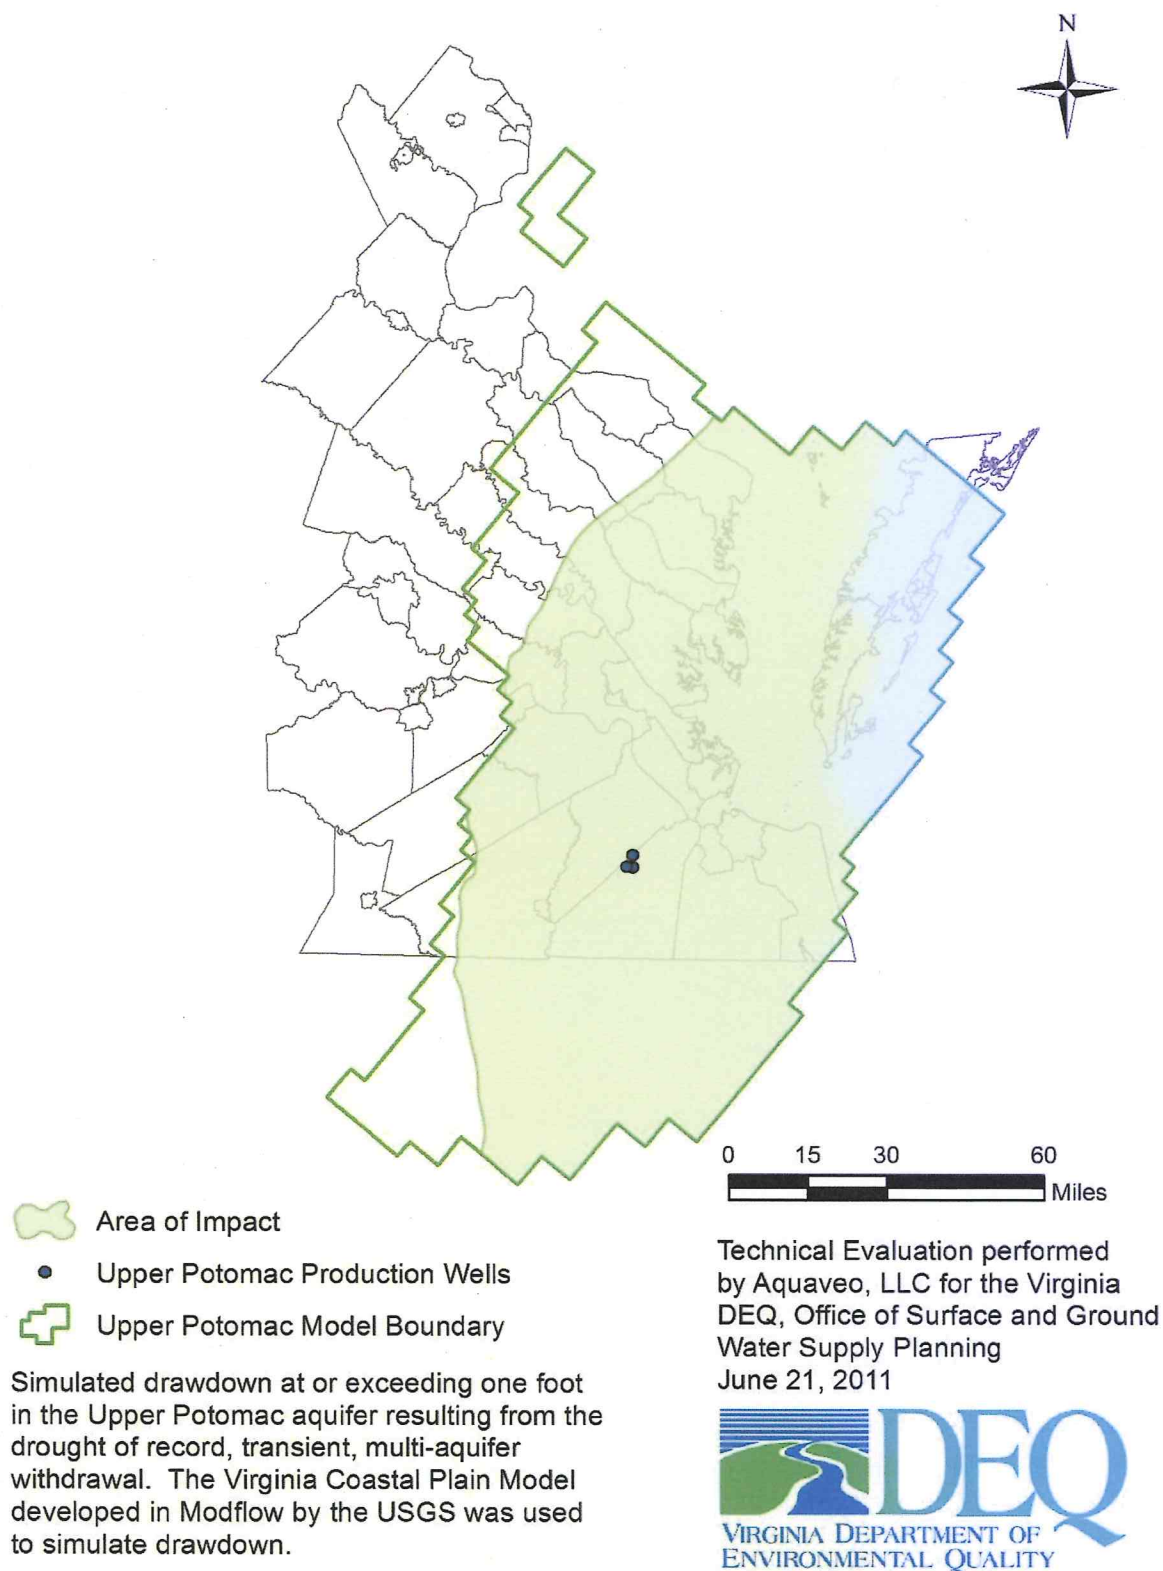 N
0 15 30 60
Miles
Area of Impact
Upper Potomac Production Wells
Upper Potomac Model Boundary
Simulated drawdown at or exceeding one foot
in the Upper Potomac aquifer resulting from the
drought of record, transient, multi-aquifer
withdrawal. The Virginia Coastal Plain Model
developed in Modflow by the USGS was used
to simulate drawdown.
Technical Evaluation performed
by Aquaveo, LLC for the Virginia
DEQ, Office of Surface and Ground
Water Supply Planning
June 21, 2011
DEQ
VIRGINIA DEPARTMENT OF
ENVIRONMENTAL QUALITY